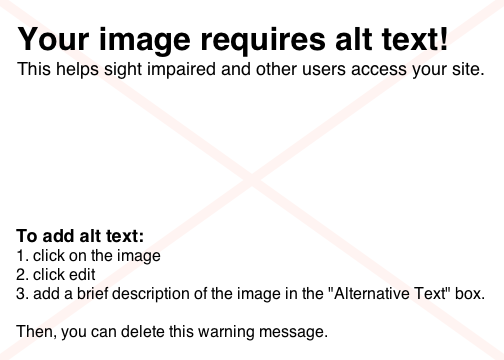 Your image requires alt text!
This helps sight impaired and other users access your site.
To add alt text:
1. click on the image
2. click edit
3. add a brief description of the image in the "Alternative Text" box.
Then, you can delete this warning message.